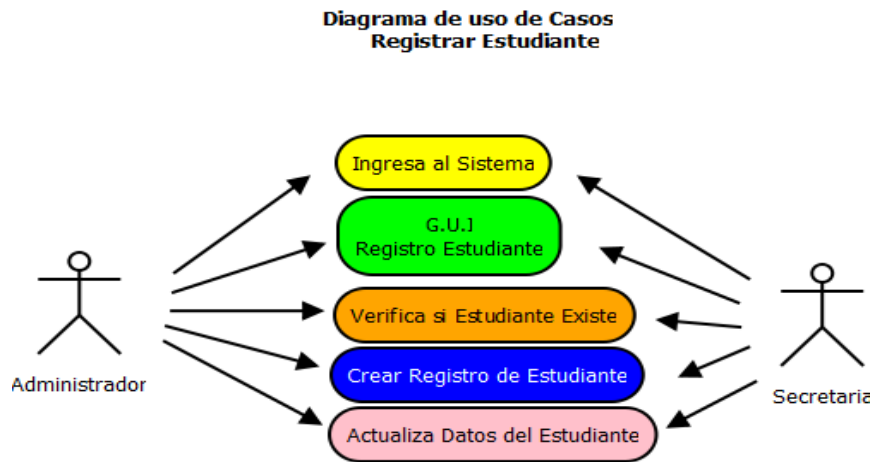 Diagrama de uso de Casos
Registrar Estudiante
Ingresa al Sistema
G.U.I
Registro Estudiante
Verifica si Estudiante Existe
Crear Registro de Estudiante
Actualiza Datos del Estudiante
Administrador
Secretaria